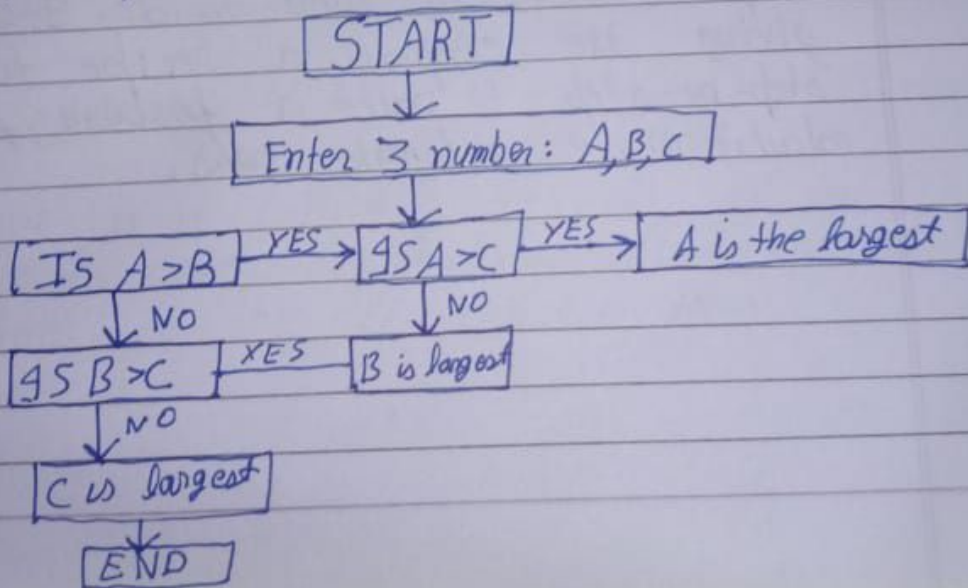 START
Enter 3 number: A, B, C
IS A>B YES IS A>C YES A is the largest
NO NO
IS B>C YES B is largest
NO
C is largest
END